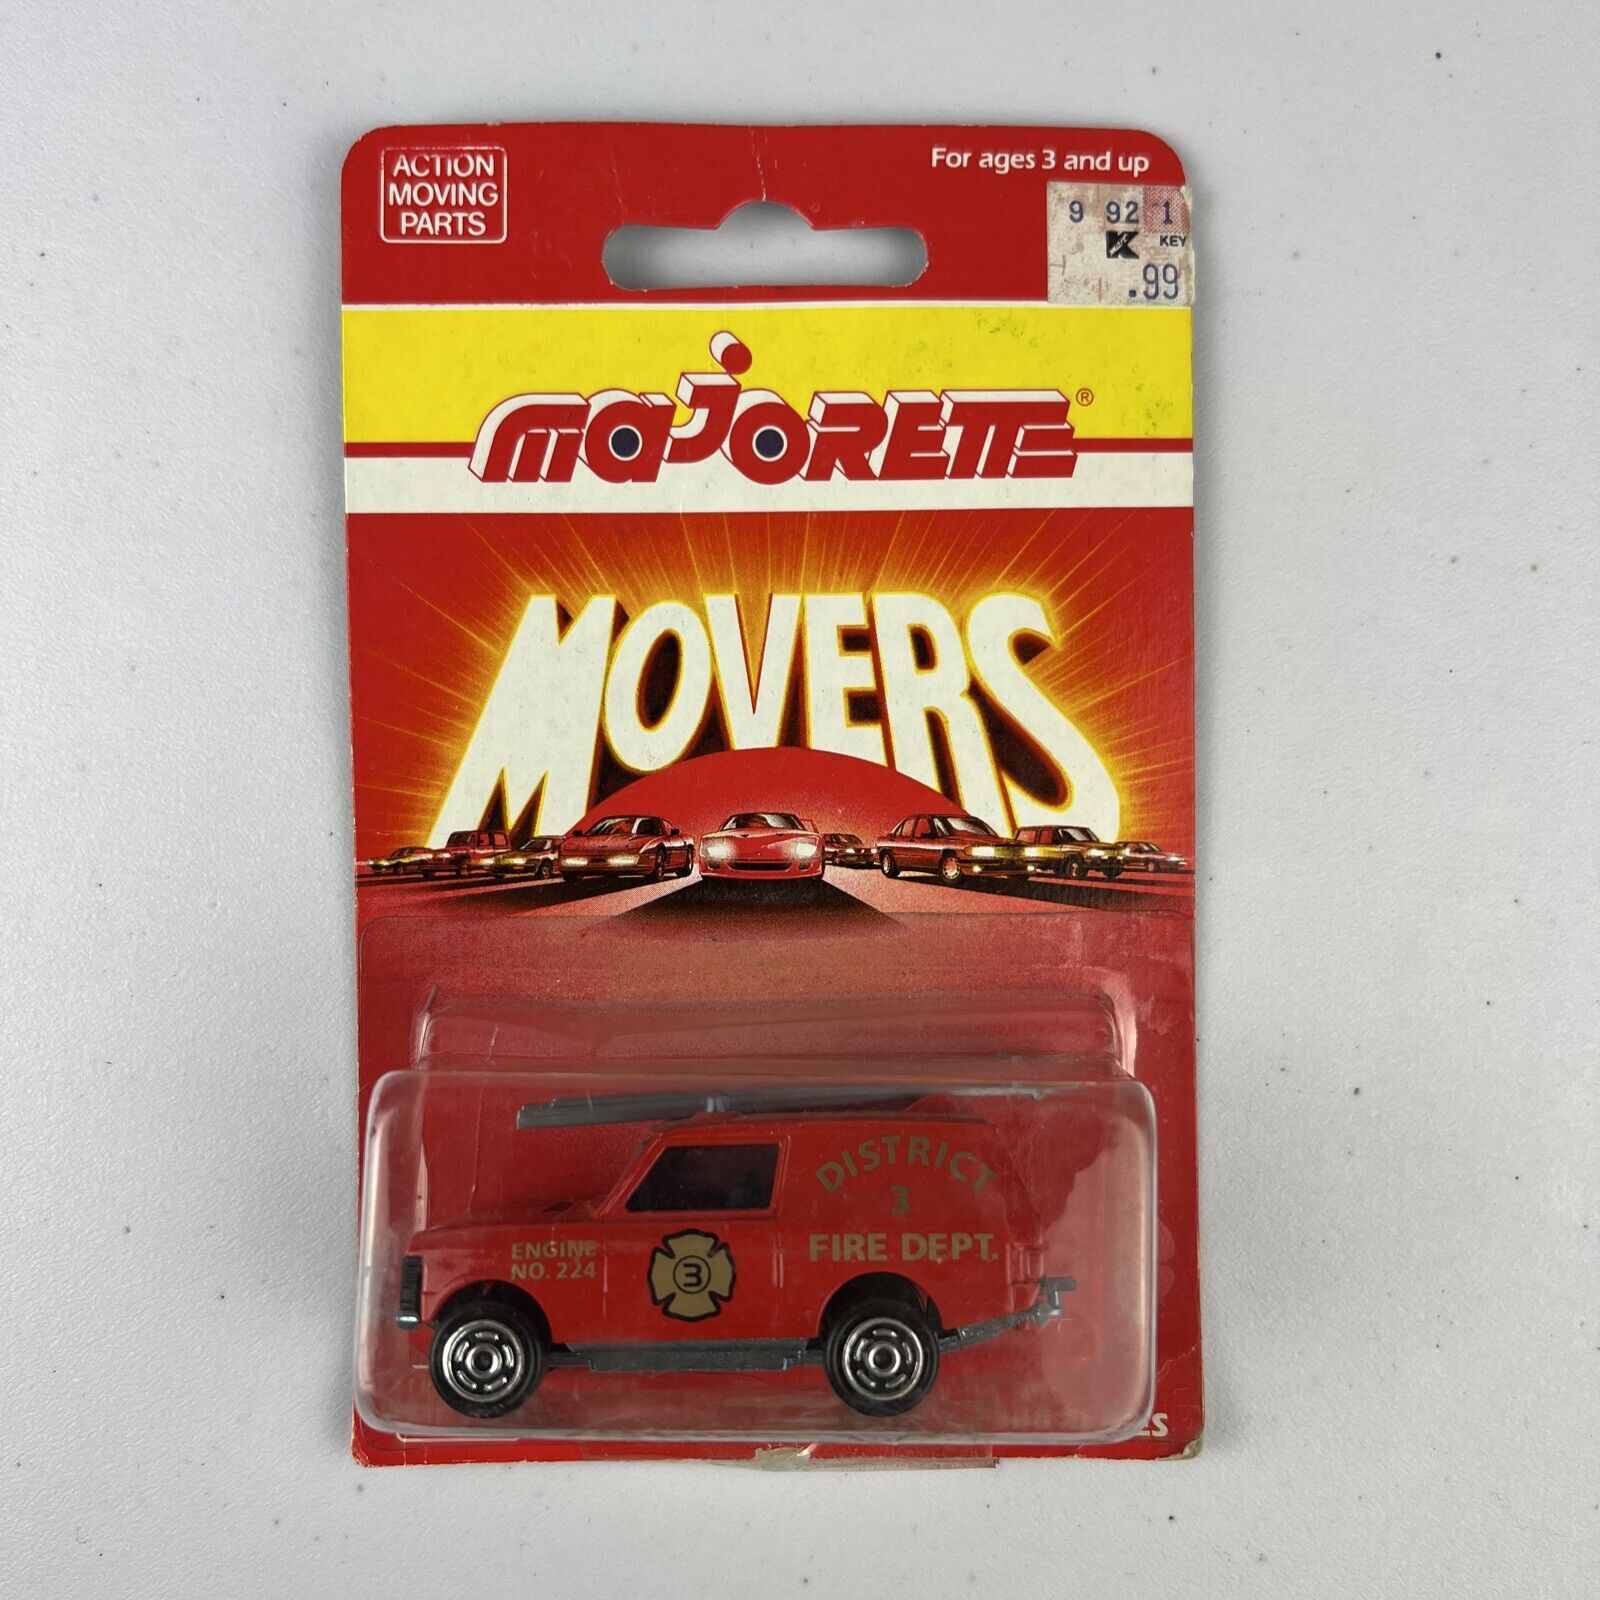 ACTION
MOVING
PARTS
For ages 3 and up
9 92 1
K KEY
.99
majORETTE®
MOVERS
DISTRICT
3
FIRE DEPT.
ENGINE
NO. 224
3